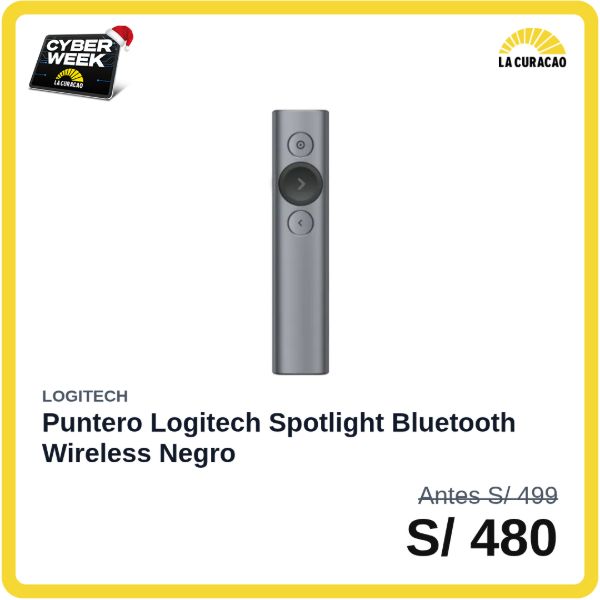 CYBER
WEEK
LA CURACAO
LA CURACAO
LOGITECH
Puntero Logitech Spotlight Bluetooth
Wireless Negro
Antes S/ 499
S/ 480